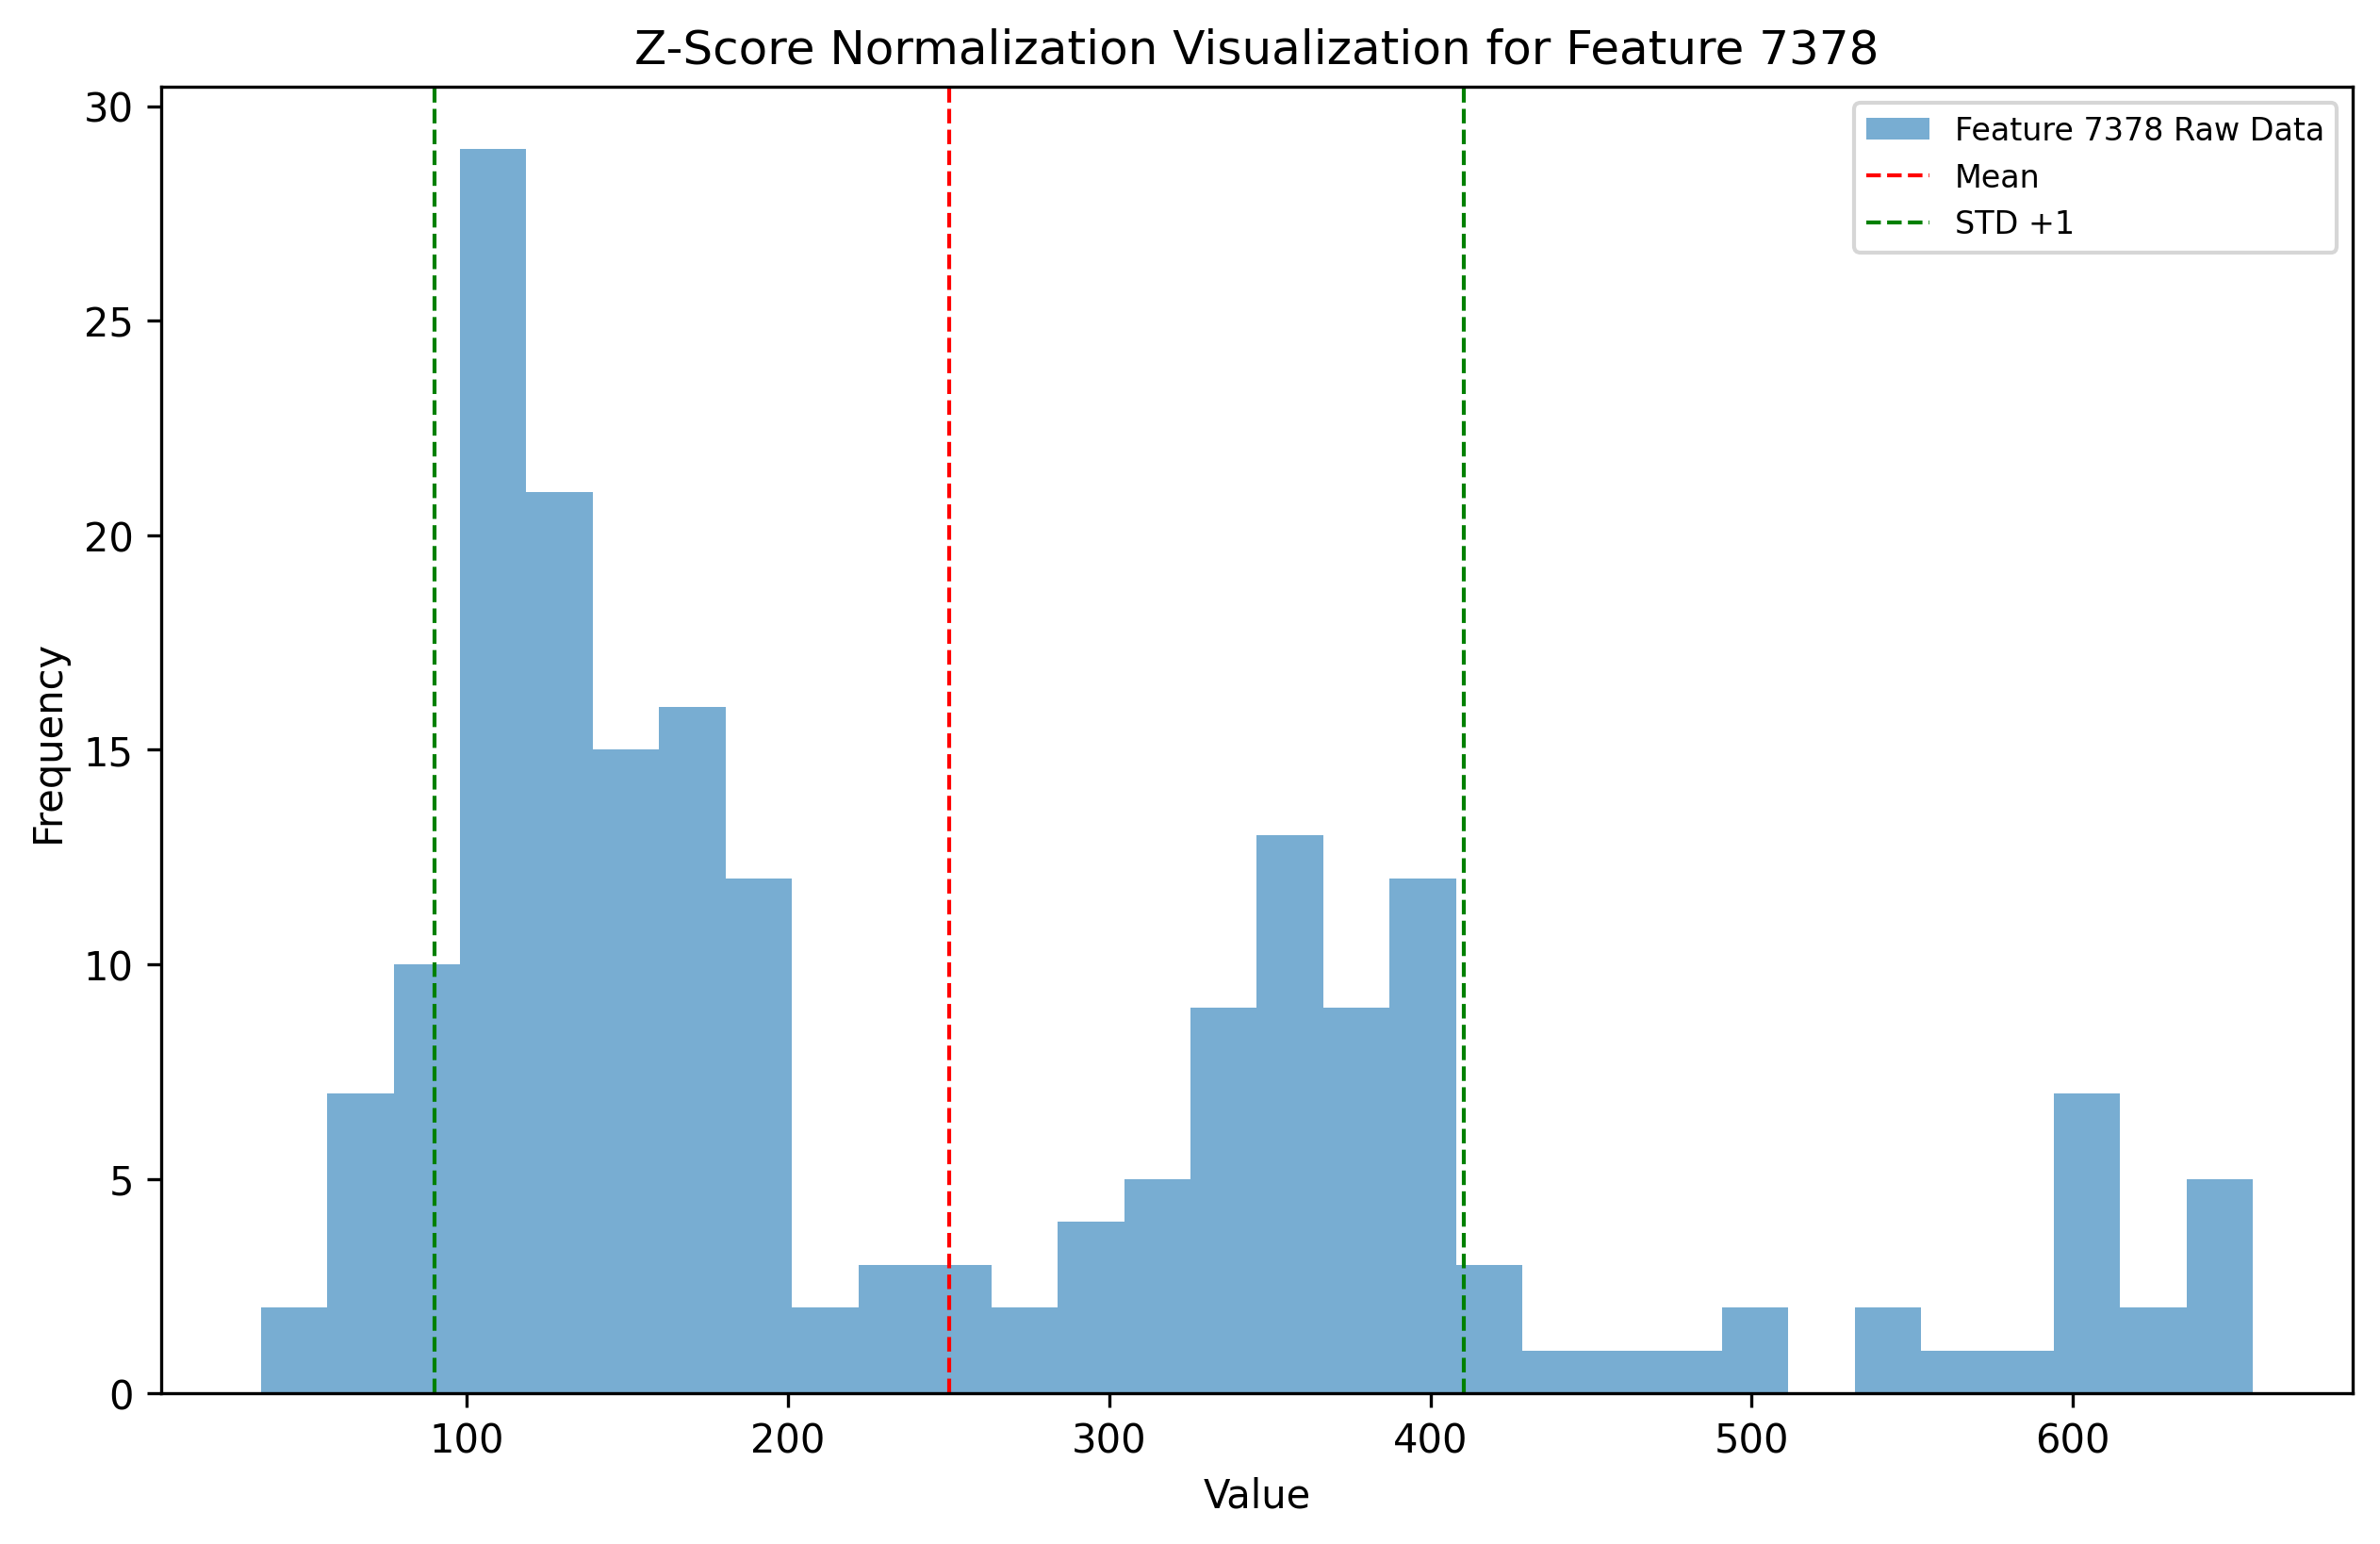 Z-Score Normalization Visualization for Feature 7378
30
25
20
15
10
5
0
Frequency
Feature 7378 Raw Data
Mean
STD +1
100 200 300 400 500 600
Value